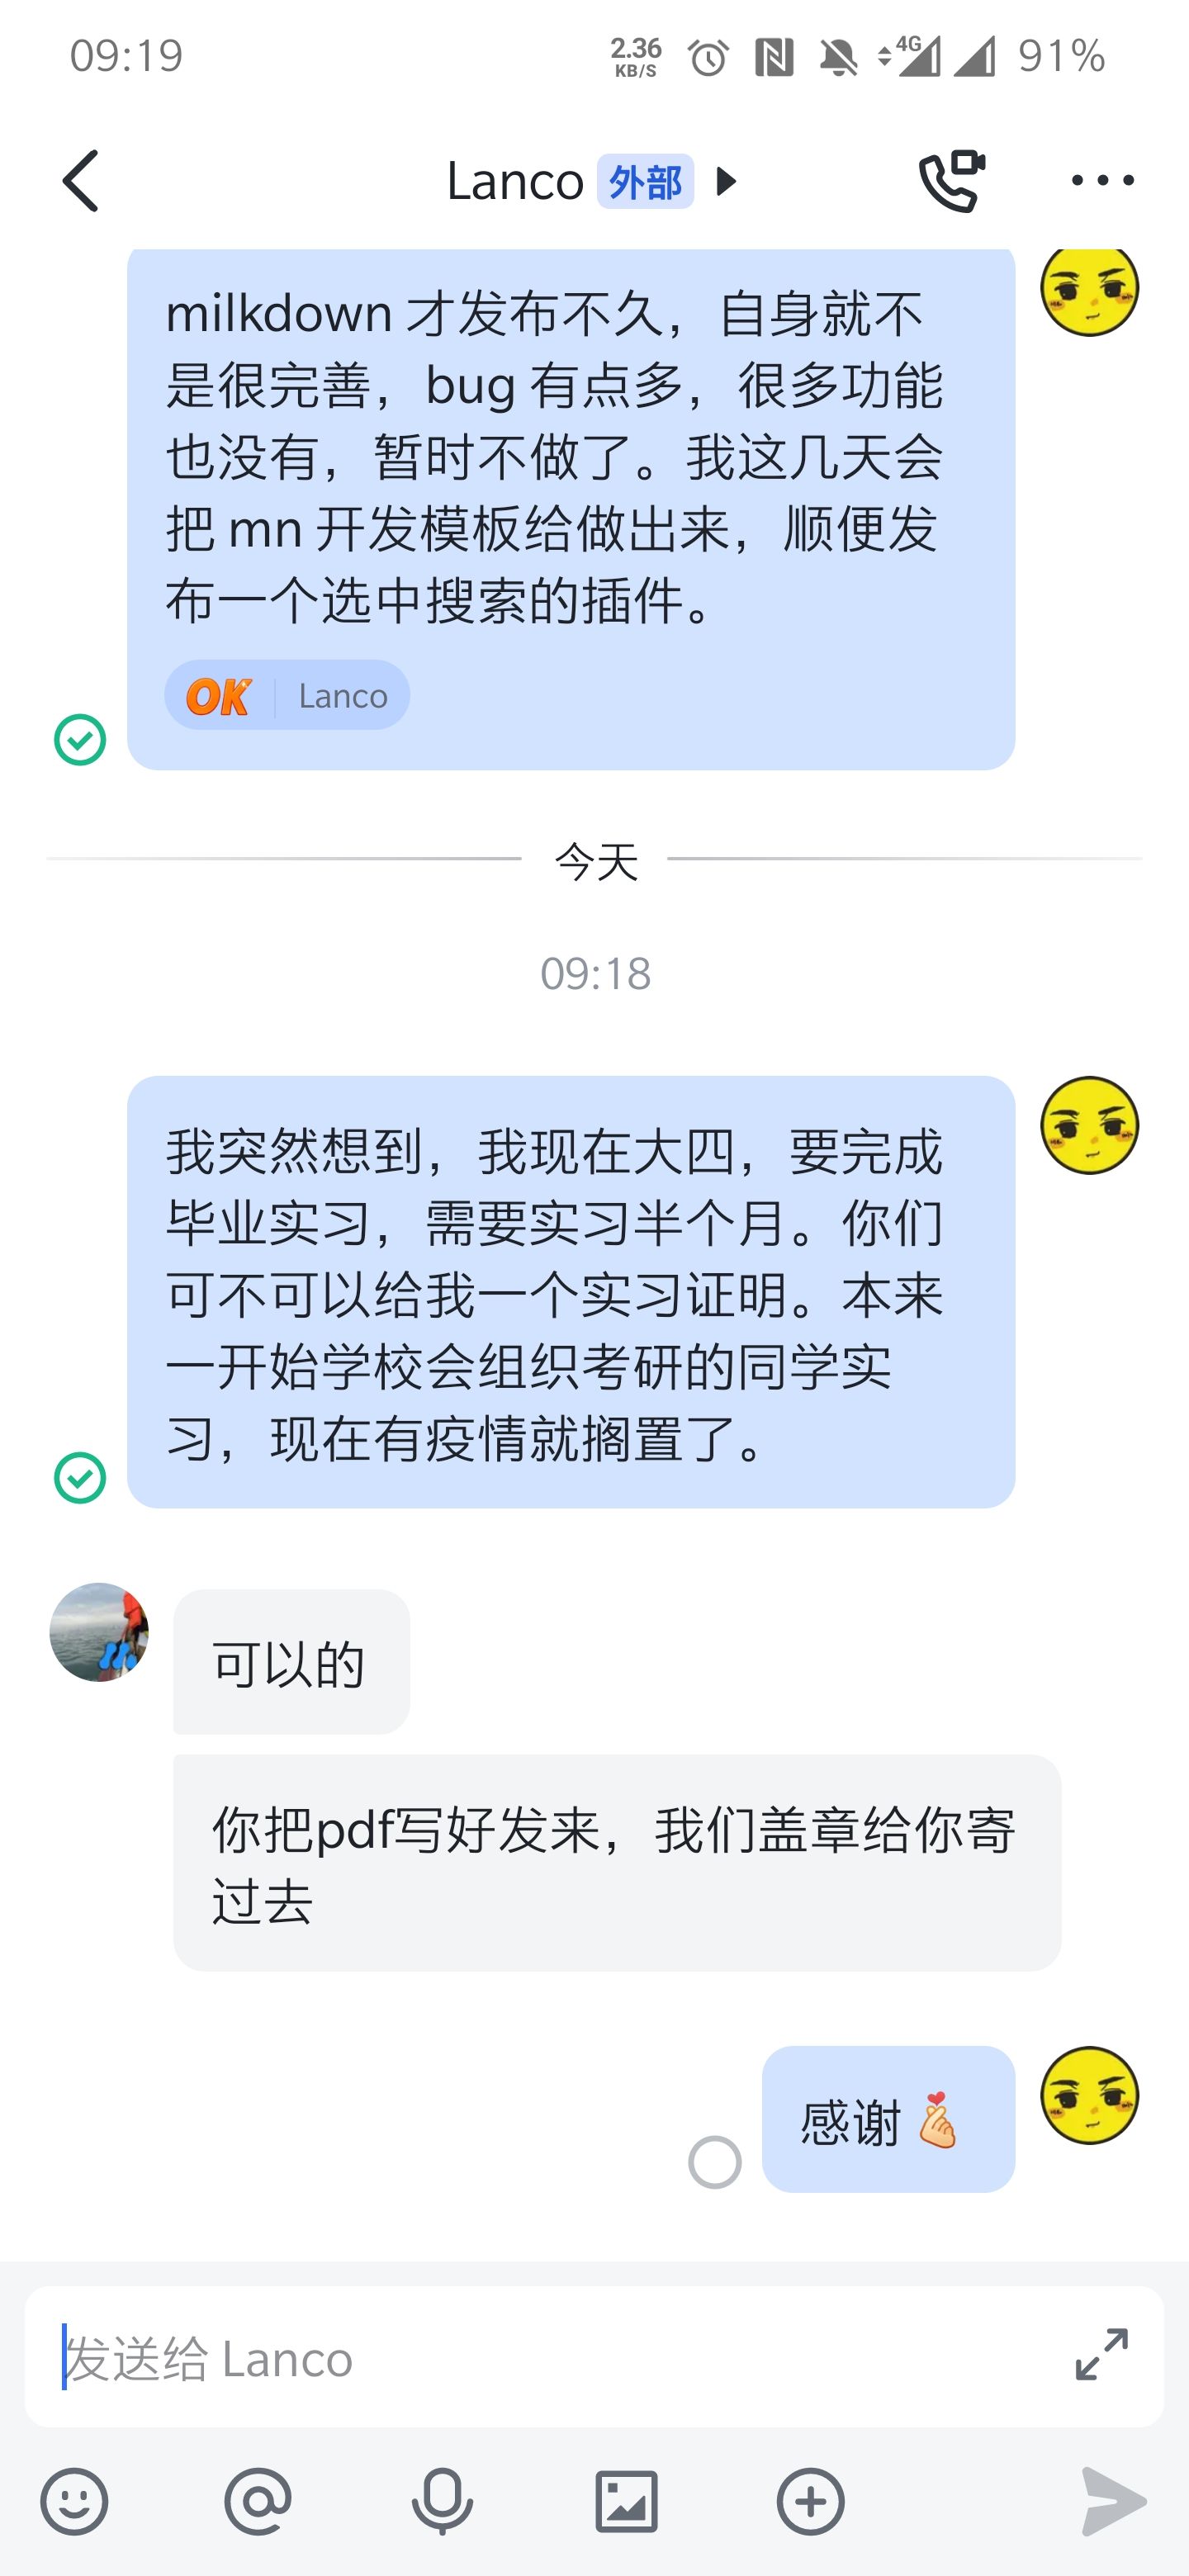 09:19
2.36
KB/S
4G
91%
Lanco 外部
milkdown 才发布不久，自身就不
是很完善，bug 有点多，很多功能
也没有，暂时不做了。我这几天会
把 mn 开发模板给做出来，顺便发
布一个选中搜索的插件。
OK Lanco
今天
09:18
我突然想到，我现在大四，要完成
毕业实习，需要实习半个月。你们
可不可以给我一个实习证明。本来
一开始学校会组织考研的同学实
习，现在有疫情就搁置了。
可以的
你把pdf写好发来，我们盖章给你寄
过去
感谢
发送给 Lanco